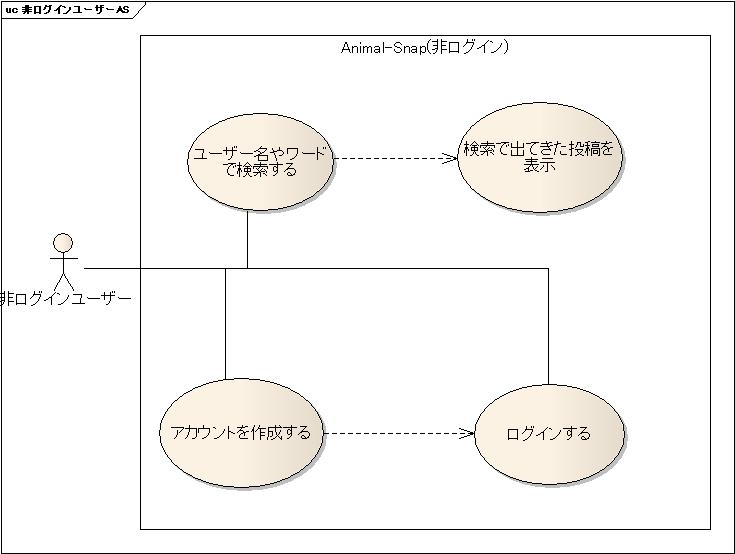 uc 非ログインユーザーAS
Animal-Snap(非ログイン)
ユーザー名やワード
で検索する
検索で出てきた投稿を
表示
非ログインユーザー
アカウントを作成する
ログインする